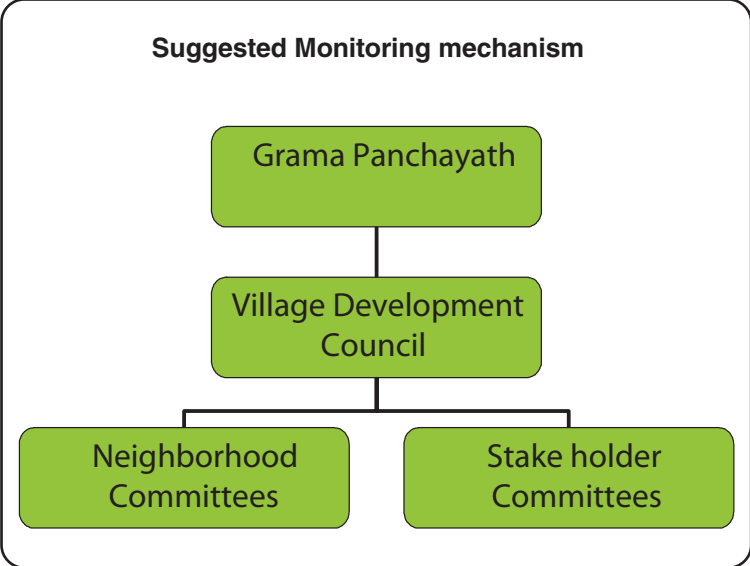 Suggested Monitoring mechanism
Grama Panchayath
Village Development
Council
Neighborhood
Committees
Stake holder
Committees